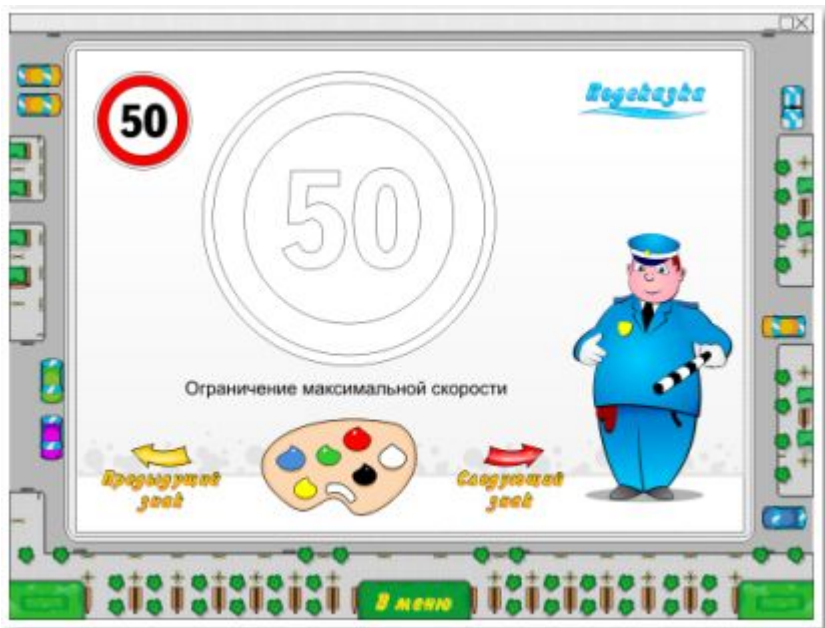 50
50
Подсказка
Ограничение максимальной скорости
Предыдущий
знак
Следующий
знак
В меню